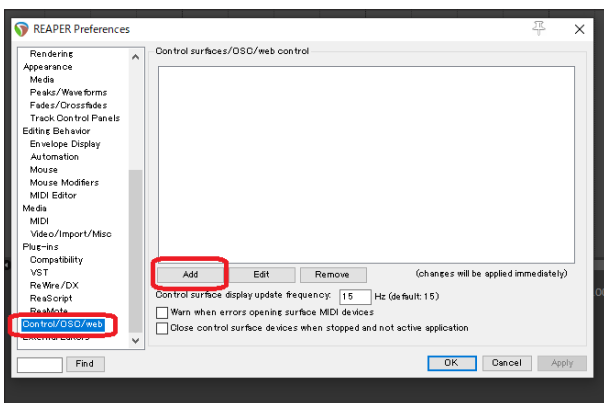 REAPER Preferences
Rendering
Appearance
Media
Peaks/Waveforms
Fades/Crossfades
Track Control Panels
Editing Behavior
Envelope Display
Automation
Mouse
Mouse Modifiers
MIDI Editor
Media
MIDI
Video/Import/Misc
Plug-ins
Compatibility
VST
ReWire/DX
ReaScript
ReaMote
Control/OSC/web
External Editors
Find
Control surfaces/OSC/web control
Add Edit Remove (changes will be applied immediately)
Control surface display update frequency: 15 Hz (default: 15)
Warn when errors opening surface MIDI devices
Close control surface devices when stopped and not active application
OK Cancel Apply